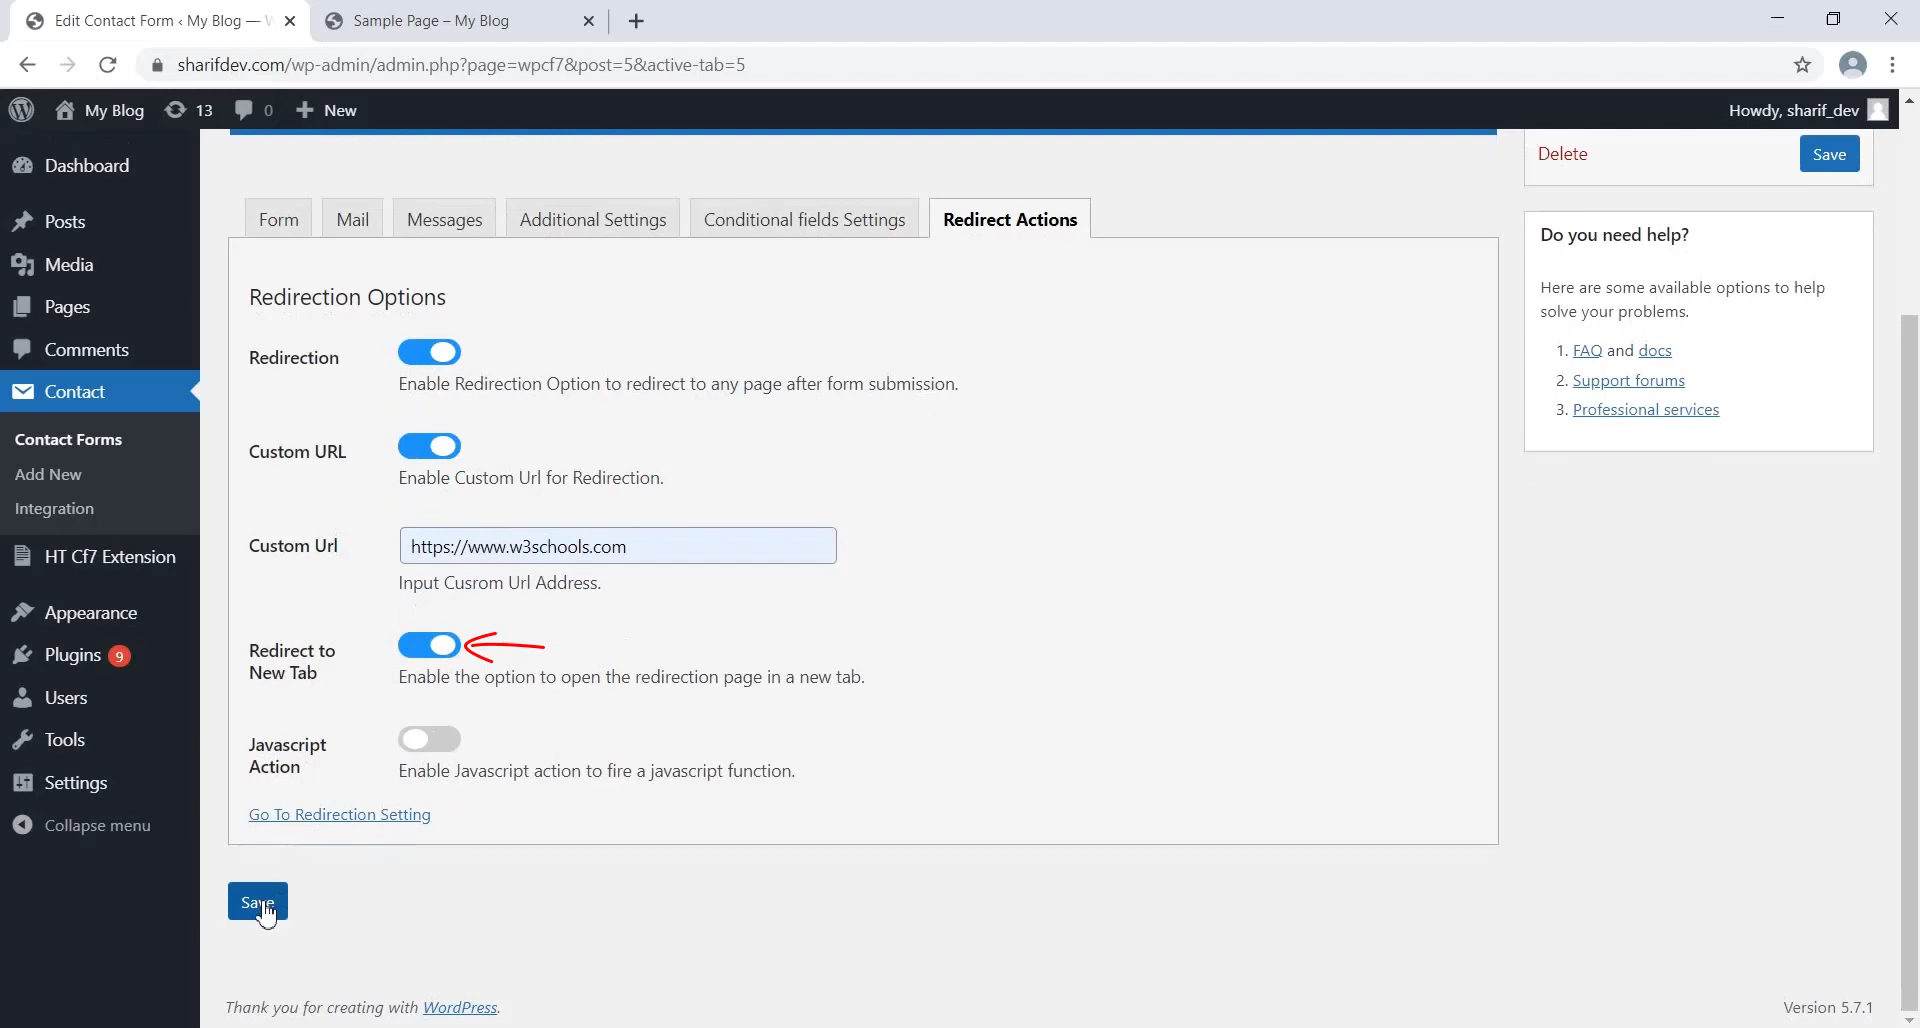 Edit Contact Form ‹ My Blog — W
Sample Page – My Blog
sharifdev.com/wp-admin/admin.php?page=wpcf7&post=5&active-tab=5
My Blog
13
0
New
Howdy, sharif_dev
Dashboard
Posts
Media
Pages
Comments
Contact
Contact Forms
Add New
Integration
HT Cf7 Extension
Appearance
Plugins 9
Users
Tools
Settings
Collapse menu
Form
Mail
Messages
Additional Settings
Conditional fields Settings
Redirect Actions
Redirection Options
Redirection
Enable Redirection Option to redirect to any page after form submission.
Custom URL
Enable Custom Url for Redirection.
Custom Url
https://www.w3schools.com
Input Cusrom Url Address.
Redirect to
New Tab
Enable the option to open the redirection page in a new tab.
Javascript
Action
Enable Javascript action to fire a javascript function.
Go To Redirection Setting
Save
Delete
Save
Do you need help?
Here are some available options to help
solve your problems.
1. FAQ and docs
2. Support forums
3. Professional services
Thank you for creating with WordPress.
Version 5.7.1